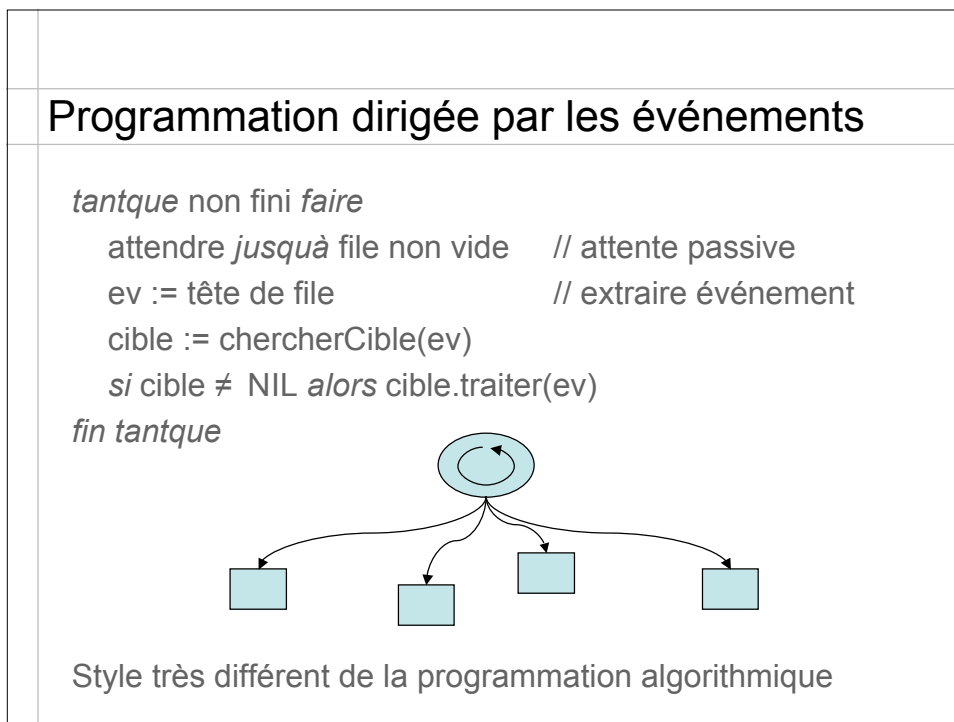 Programmation dirigée par les événements
tantque non fini faire
attendre jusquà file non vide // attente passive
ev := tête de file // extraire événement
cible := chercherCible(ev)
si cible ≠ NIL alors cible.traiter(ev)
fin tantque
Style très différent de la programmation algorithmique